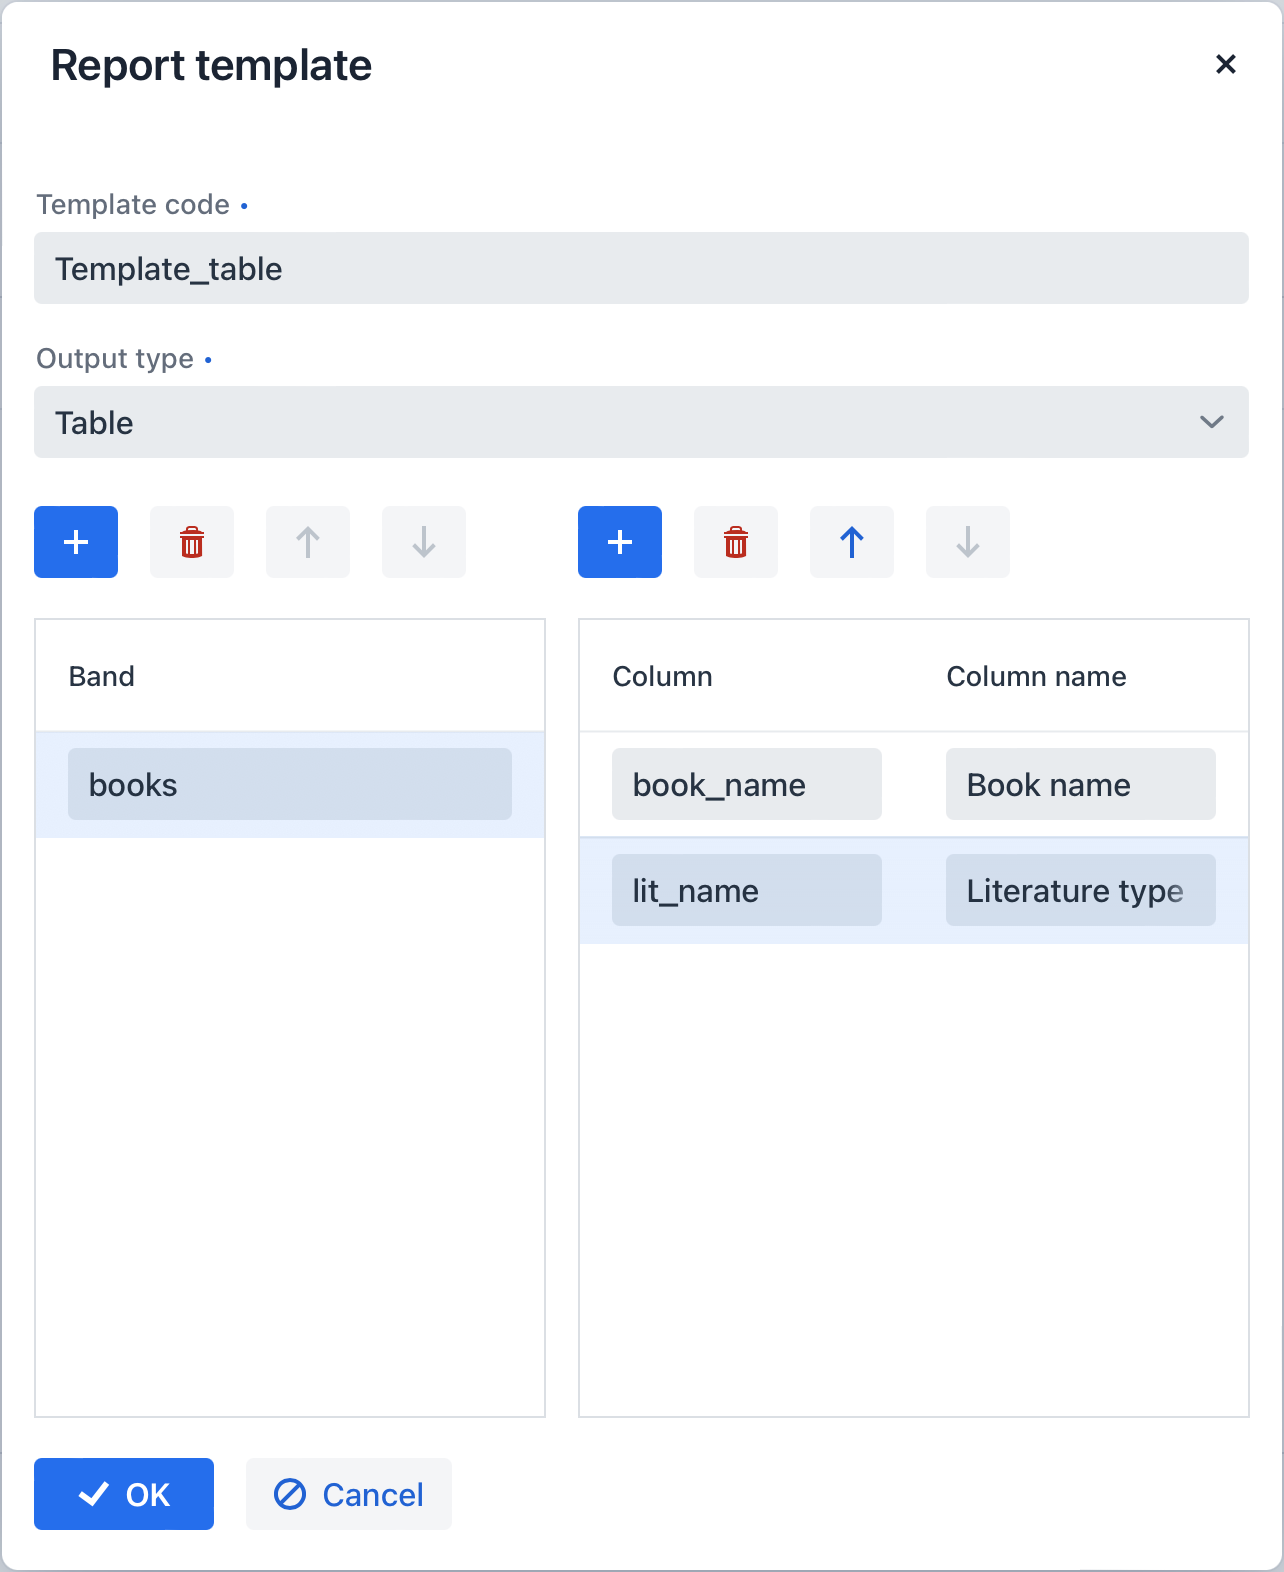 Report template
Template code
Template_table
Output type
Table
Band
Column
Column name
books
book_name
Book name
lit_name
Literature type
OK
Cancel